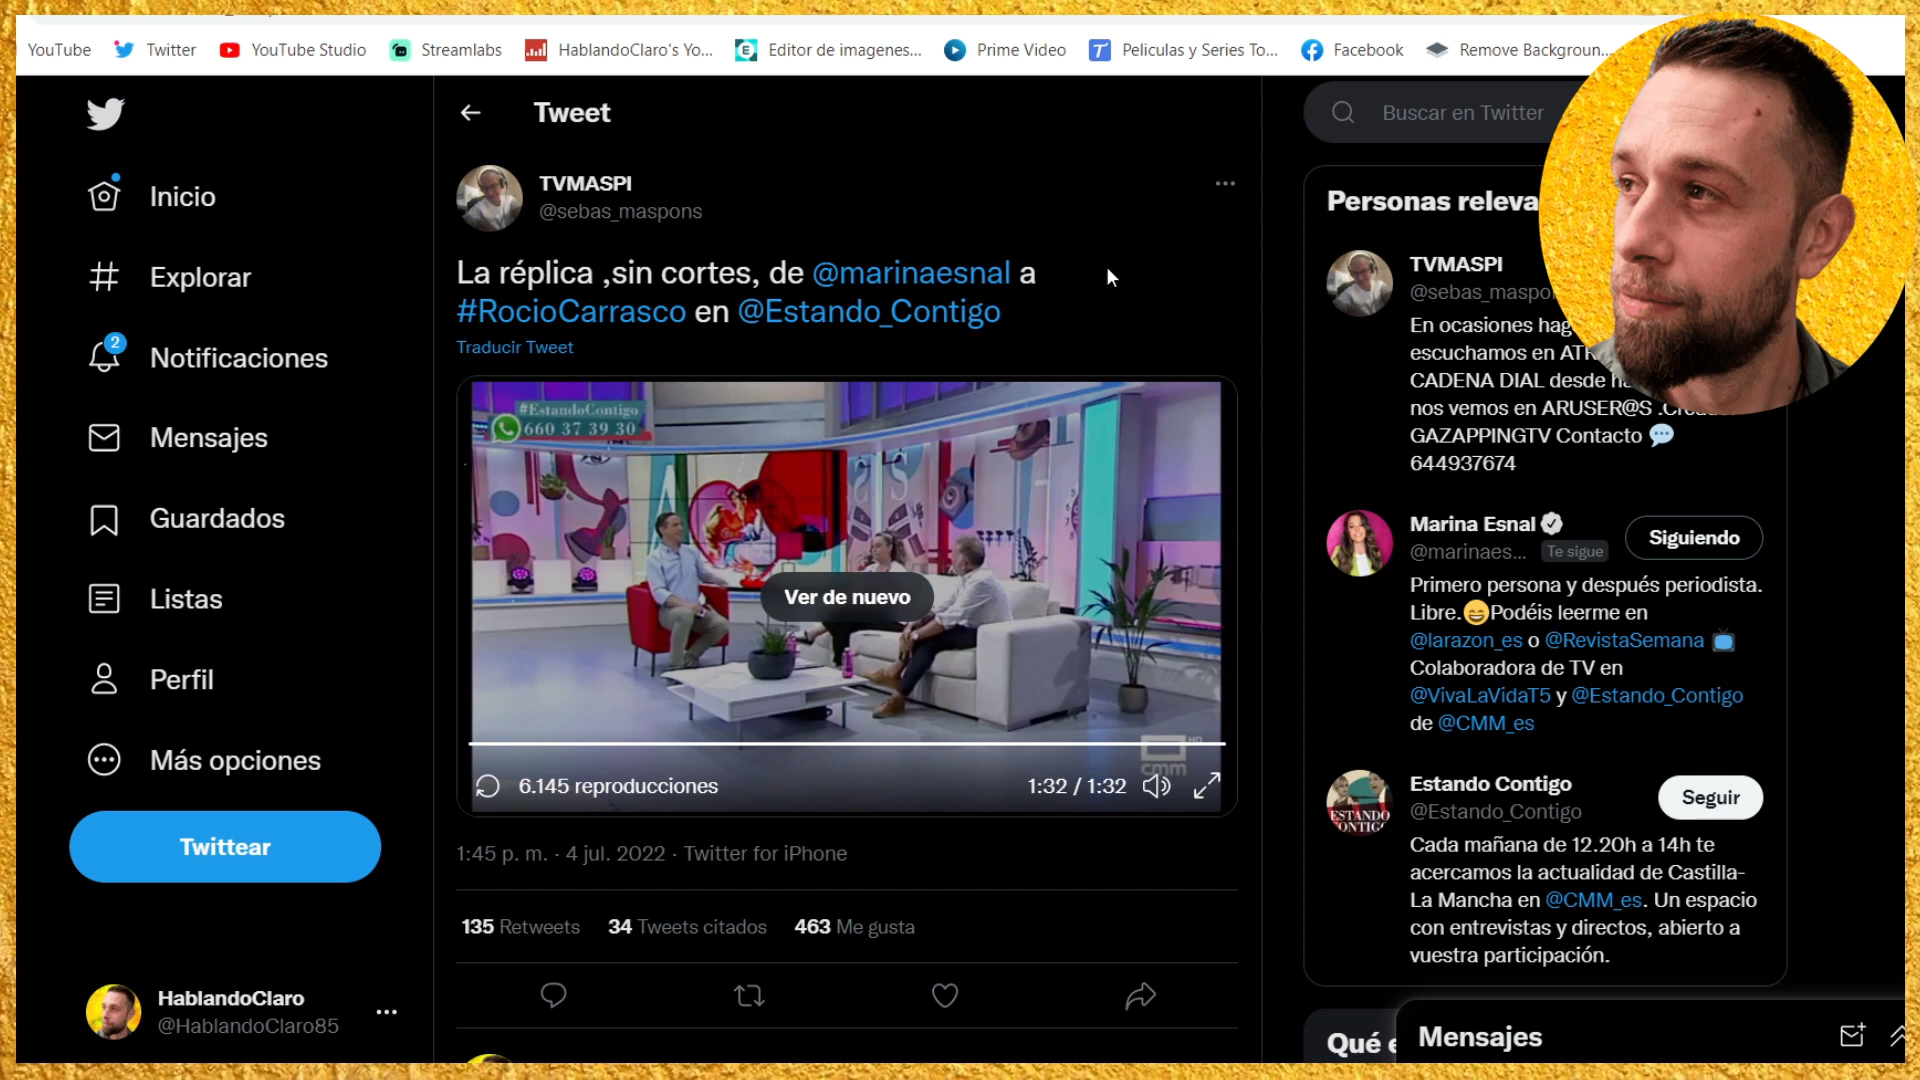 YouTube Twitter YouTube Studio Streamlabs HablandoClaro's Yo... Editor de imagenes... Prime Video Peliculas y Series To... Facebook Remove Backgroun...
Inicio
Explorar
2
Notificaciones
Mensajes
Guardados
Listas
Perfil
Más opciones
Twittear
HablandoClaro
@HablandoClaro85
Tweet
TVMASPI
@sebas_maspons
La réplica ,sin cortes, de @marinaesnal a
#RocioCarrasco en @Estando_Contigo
Traducir Tweet
#EstandoContigo
660 37 39 30
Ver de nuevo
6.145 reproducciones
1:32 / 1:32
cmm HD
1:45 p. m. · 4 jul. 2022 · Twitter for iPhone
135 Retweets 34 Tweets citados 463 Me gusta
Buscar en Twitter
Personas releva
TVMASPI
@sebas_maspo
En ocasiones hag
escuchamos en
CADENA DIAL desde
nos vemos en ARUSER@S
GAZAPPINGTV Contacto 💬
644937674
Marina Esnal
@marinaes... Te sigue
Siguiendo
Primero persona y después periodista.
Libre.😄Podéis leerme en
@larazon_es o @RevistaSemana 📺
Colaboradora de TV en
@VivaLaVidaT5 y @Estando_Contigo
de @CMM_es
ESTANDO
CONTIGO
Estando Contigo
@Estando_Contigo
Seguir
Cada mañana de 12.20h a 14h te
acercamos la actualidad de Castilla-
La Mancha en @CMM_es. Un espacio
con entrevistas y directos, abierto a
vuestra participación.
Qué
Mensajes